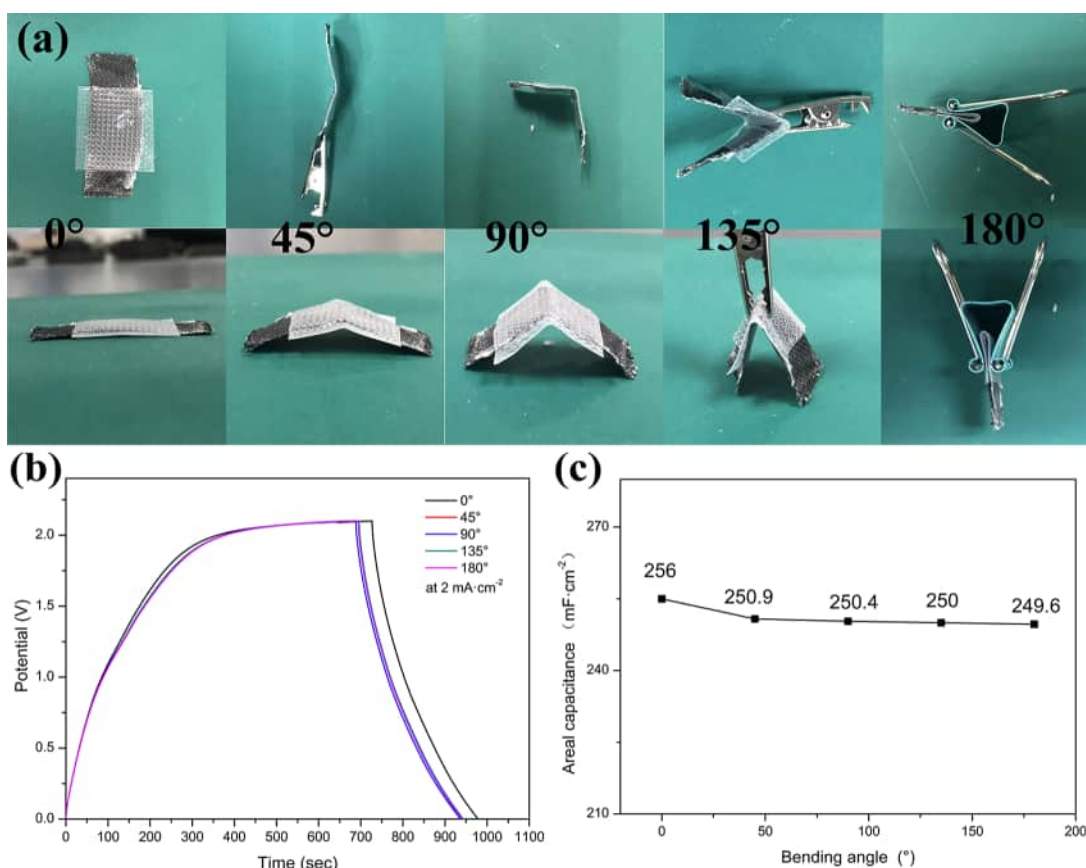 (a)
0°
45°
90°
135°
180°
(b)
2.0
1.5
1.0
0.5
0.0
Potential (V)
0 100 200 300 400 500 600 700 800 900 1000 1100
Time (sec)
0°
45°
90°
135°
180°
at 2 mA·cm⁻²
(c)
270
240
210
Areal capacitance（mF·cm⁻²）
256
250.9
250.4
250
249.6
0 50 100 150 200
Bending angle (°)